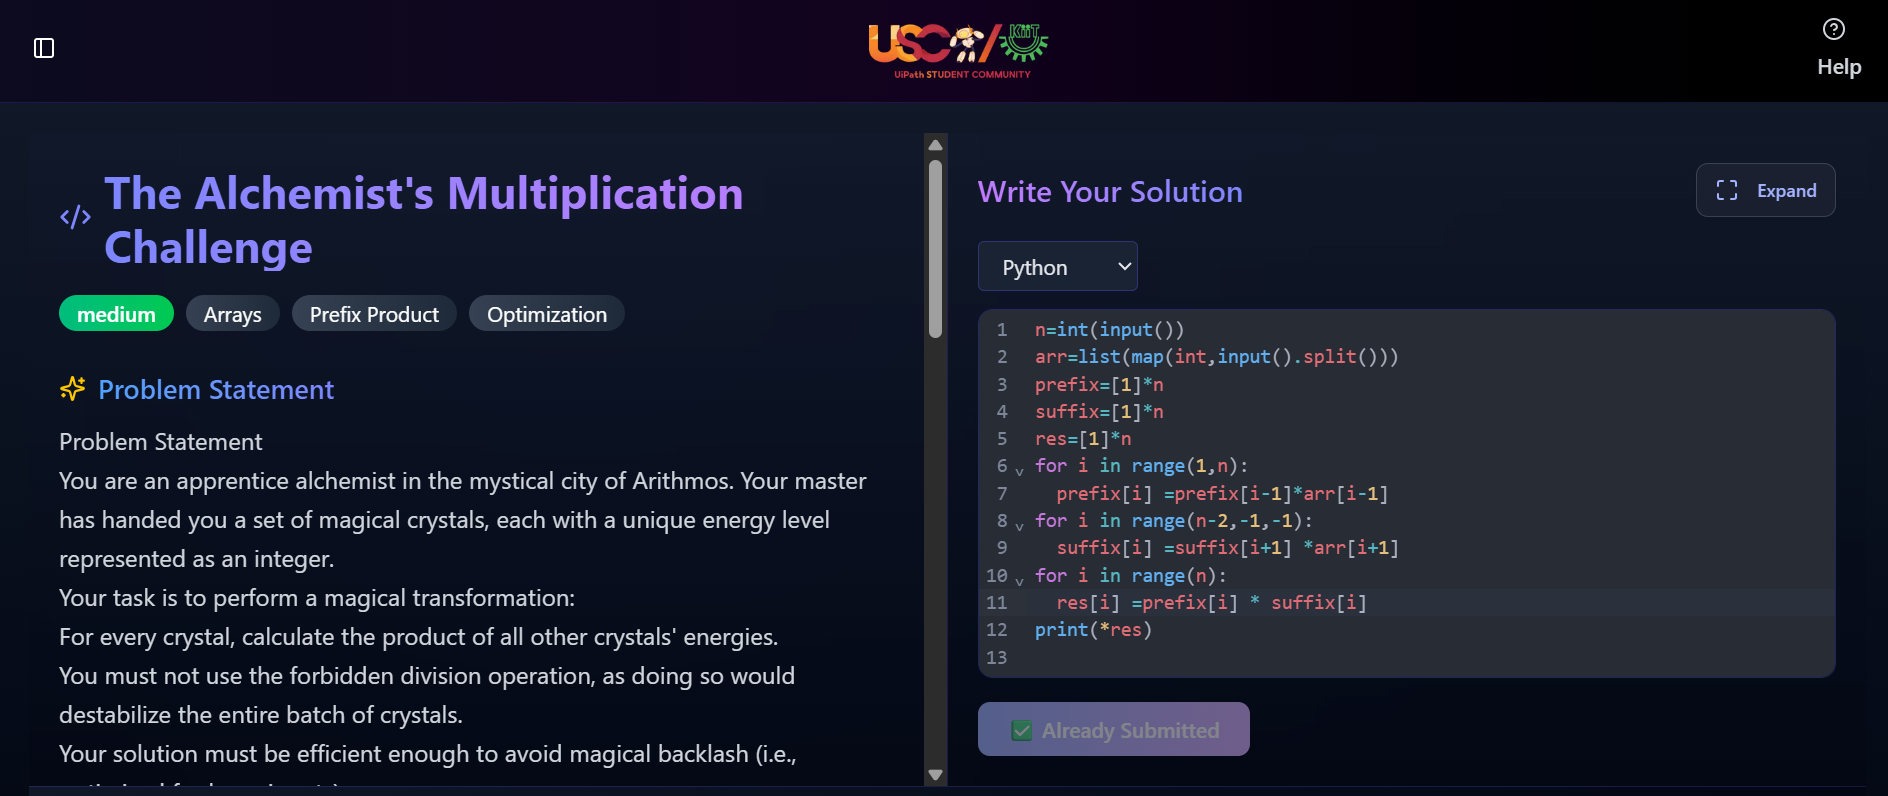 USC/KIIT
UiPath STUDENT COMMUNITY
Help
The Alchemist's Multiplication
Challenge
medium
Arrays
Prefix Product
Optimization
Problem Statement
Problem Statement
You are an apprentice alchemist in the mystical city of Arithmos. Your master
has handed you a set of magical crystals, each with a unique energy level
represented as an integer.
Your task is to perform a magical transformation:
For every crystal, calculate the product of all other crystals' energies.
You must not use the forbidden division operation, as doing so would
destabilize the entire batch of crystals.
Your solution must be efficient enough to avoid magical backlash (i.e.,
Write Your Solution
Expand
Python
1 n=int(input())
2 arr=list(map(int,input().split()))
3 prefix=[1]*n
4 suffix=[1]*n
5 res=[1]*n
6 for i in range(1,n):
7   prefix[i] =prefix[i-1]*arr[i-1]
8 for i in range(n-2,-1,-1):
9   suffix[i] =suffix[i+1] *arr[i+1]
10 for i in range(n):
11   res[i] =prefix[i] * suffix[i]
12 print(*res)
13
✅ Already Submitted